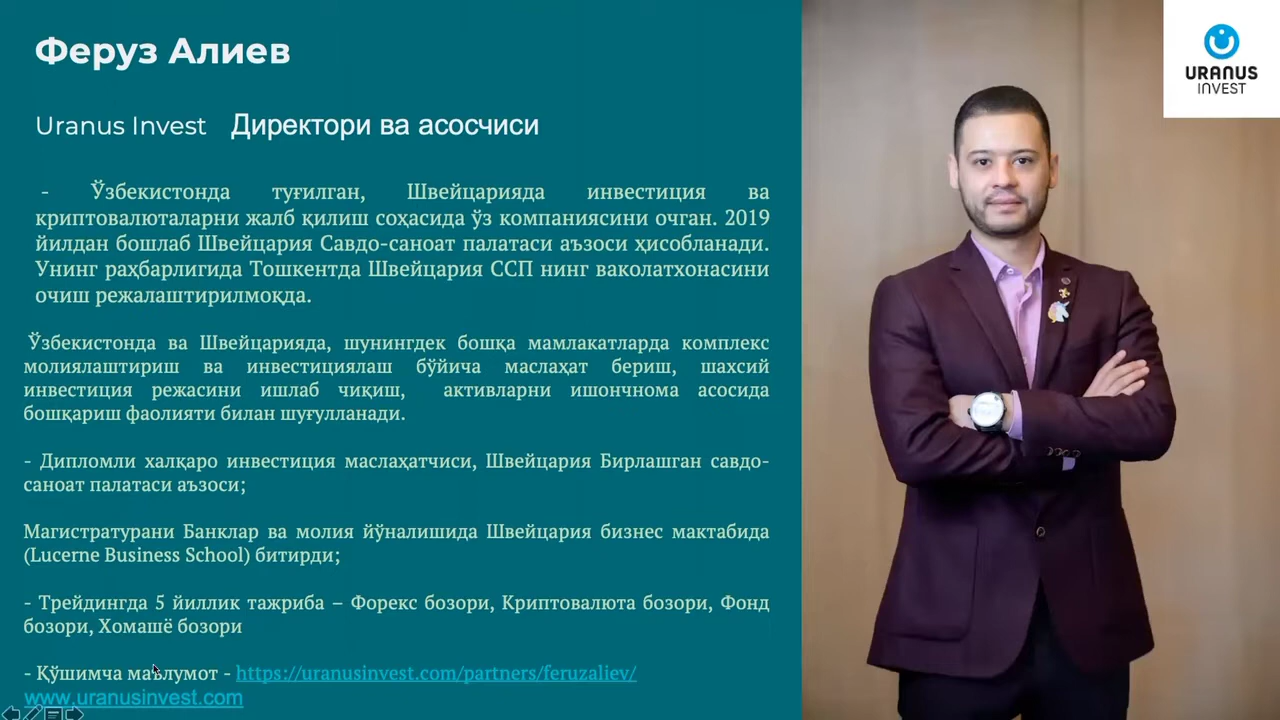 Феруз Алиев
URANUS
INVEST
Uranus Invest Директори ва асосчиси
- Ўзбекистонда туғилган, Швейцарияда инвестиция ва
криптовалюталарни жалб қилиш соҳасида ўз компаниясини очган. 2019
йилдан бошлаб Швейцария Савдо-саноат палатаси аъзоси ҳисобланади.
Унинг раҳбарлигида Тошкентда Швейцария ССП нинг ваколатхонасини
очиш режалаштирилмоқда.
Ўзбекистонда ва Швейцарияда, шунингдек бошқа мамлакатларда комплекс
молиялаштириш ва инвестициялаш бўйича маслаҳат бериш, шахсий
инвестиция режасини ишлаб чиқиш, активларни ишончнома асосида
бошқариш фаолияти билан шуғулланади.
- Дипломли халқаро инвестиция маслаҳатчиси, Швейцария Бирлашган савдо-
саноат палатаси аъзоси;
Магистратурани Банклар ва молия йўналишида Швейцария бизнес мактабида
(Lucerne Business School) битирди;
- Трейдингда 5 йиллик тажриба – Форекс бозори, Криптовалюта бозори, Фонд
бозори, Хомашё бозори
- Қўшимча маълумот - https://uranusinvest.com/partners/feruzaliev/
www.uranusinvest.com